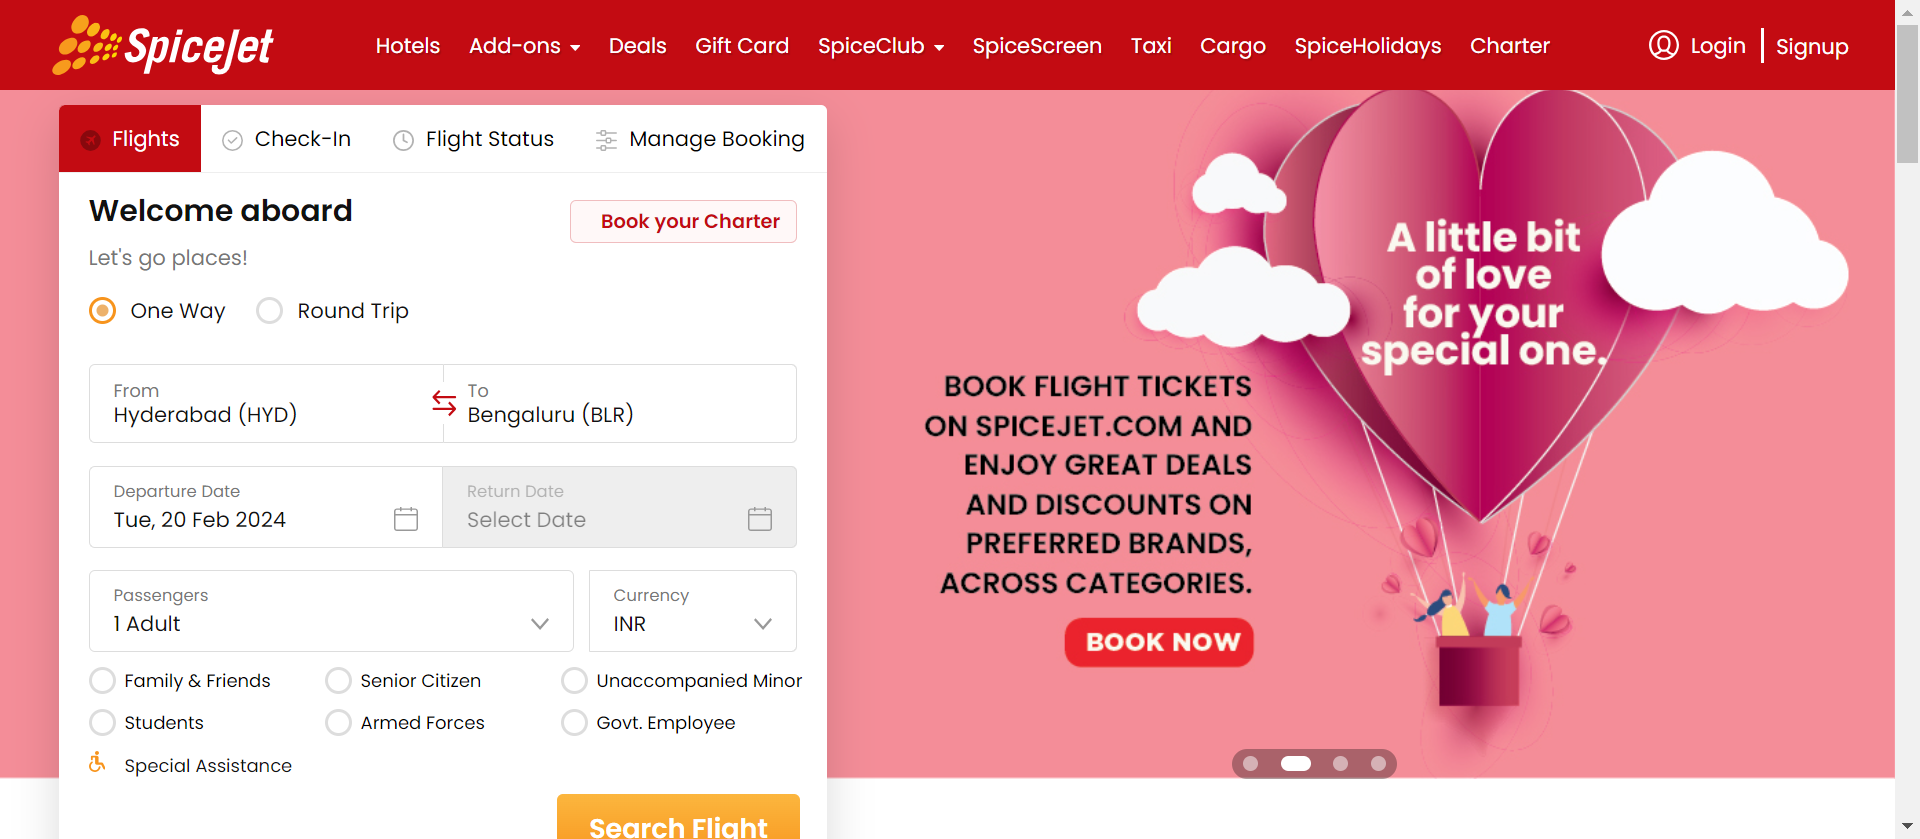 SpiceJet
Hotels Add-ons Deals Gift Card SpiceClub SpiceScreen Taxi Cargo SpiceHolidays Charter Login Signup
Flights Check-In Flight Status Manage Booking
Welcome aboard
Book your Charter
Let's go places!
One Way Round Trip
From To
Hyderabad (HYD) Bengaluru (BLR)
Departure Date Return Date
Tue, 20 Feb 2024 Select Date
Passengers Currency
1 Adult INR
Family & Friends Senior Citizen Unaccompanied Minor
Students Armed Forces Govt. Employee
Special Assistance
Search Flight
A little bit
of love
for your
special one.
BOOK FLIGHT TICKETS
ON SPICEJET.COM AND
ENJOY GREAT DEALS
AND DISCOUNTS ON
PREFERRED BRANDS,
ACROSS CATEGORIES.
BOOK NOW